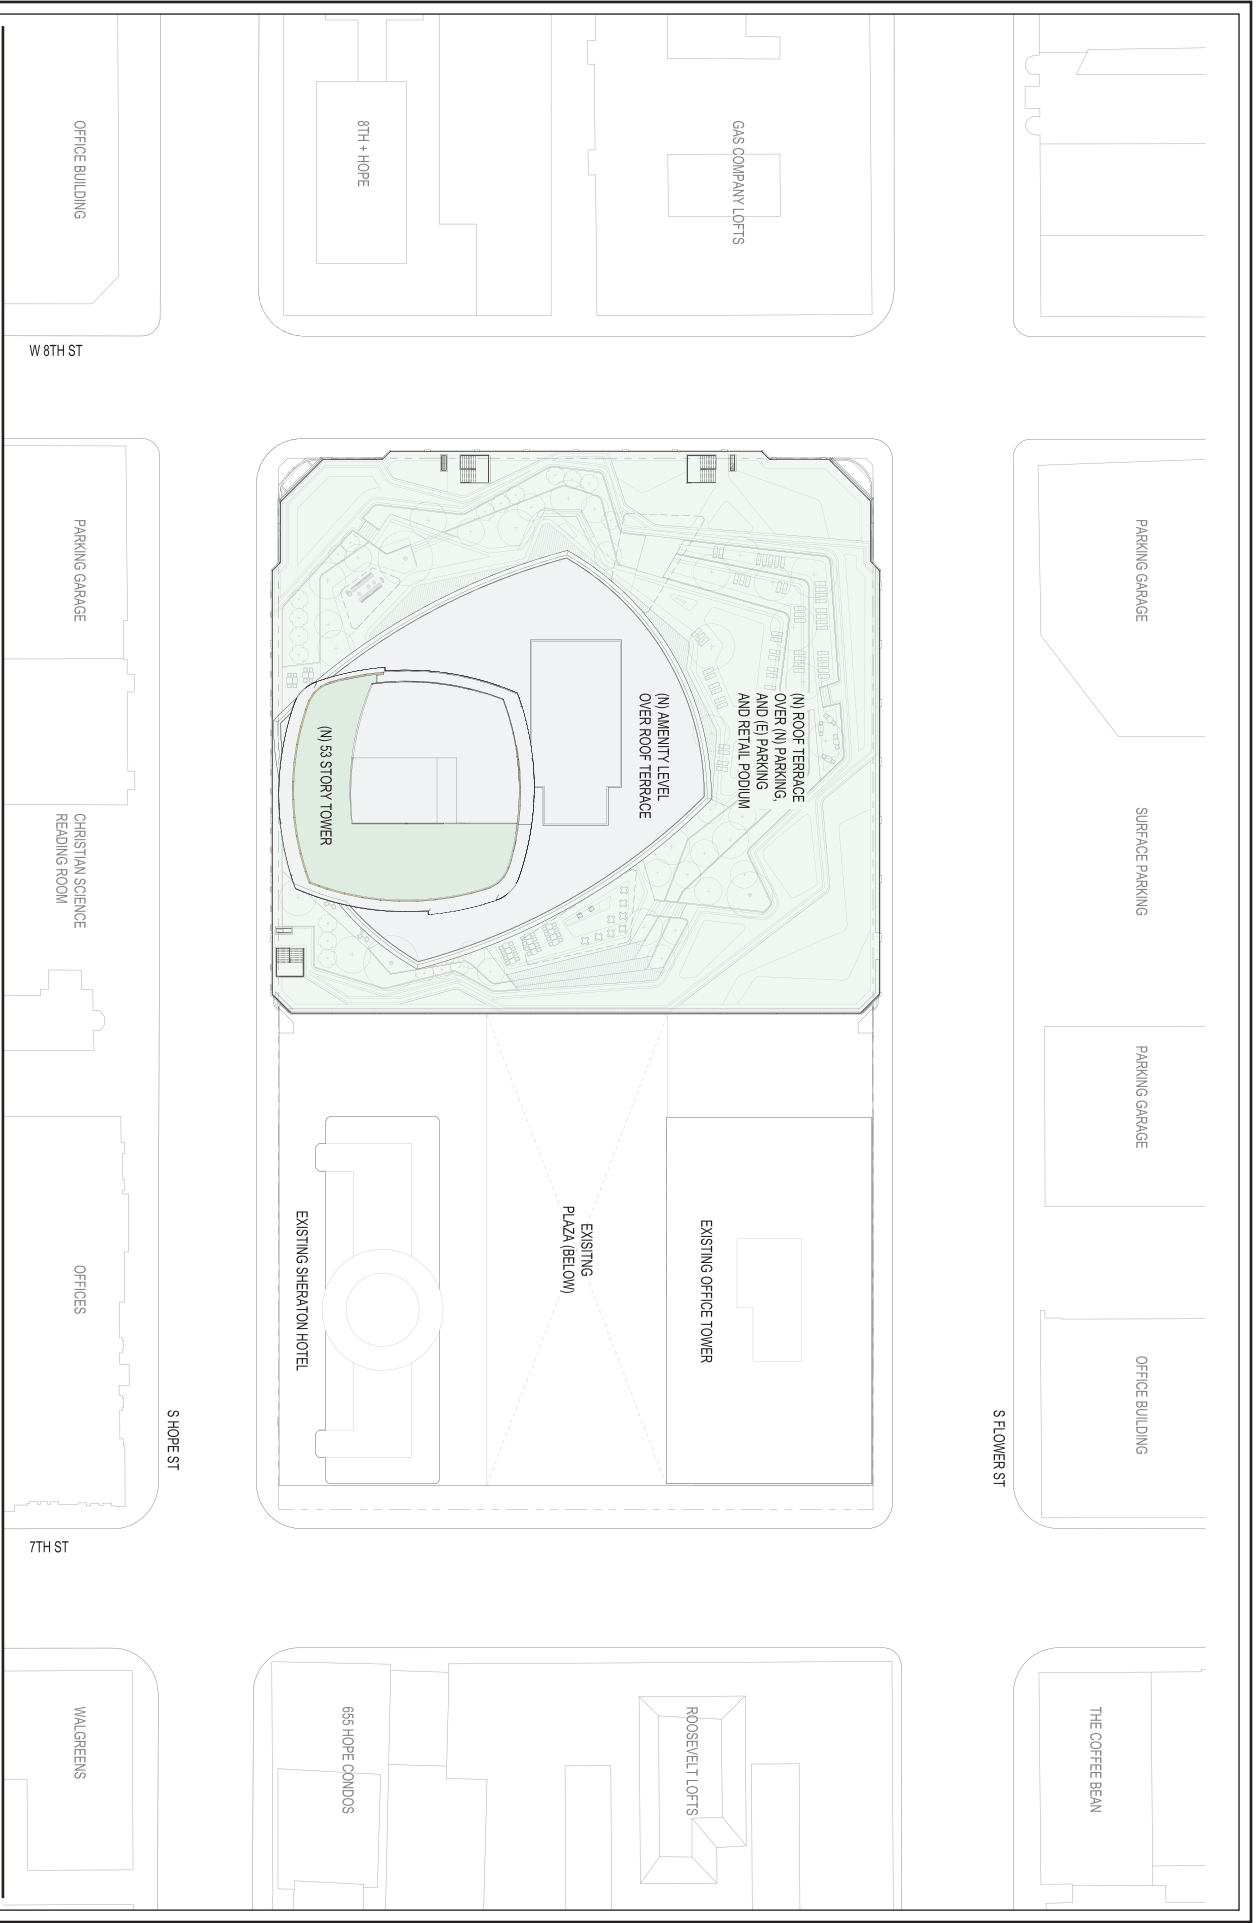 OFFICE BUILDING
8TH + HOPE
GAS COMPANY LOFTS
W 8TH ST
PARKING GARAGE
PARKING GARAGE
(N) ROOF TERRACE
OVER (N) PARKING,
AND (E) PARKING
AND RETAIL PODIUM
(N) AMENITY LEVEL
OVER ROOF TERRACE
(N) 53 STORY TOWER
CHRISTIAN SCIENCE
READING ROOM
SURFACE PARKING
PARKING GARAGE
EXISTING SHERATON HOTEL
EXISITNG
PLAZA (BELOW)
EXISTING OFFICE TOWER
OFFICES
OFFICE BUILDING
S HOPE ST
S FLOWER ST
7TH ST
WALGREENS
655 HOPE CONDOS
ROOSEVELT LOFTS
THE COFFEE BEAN